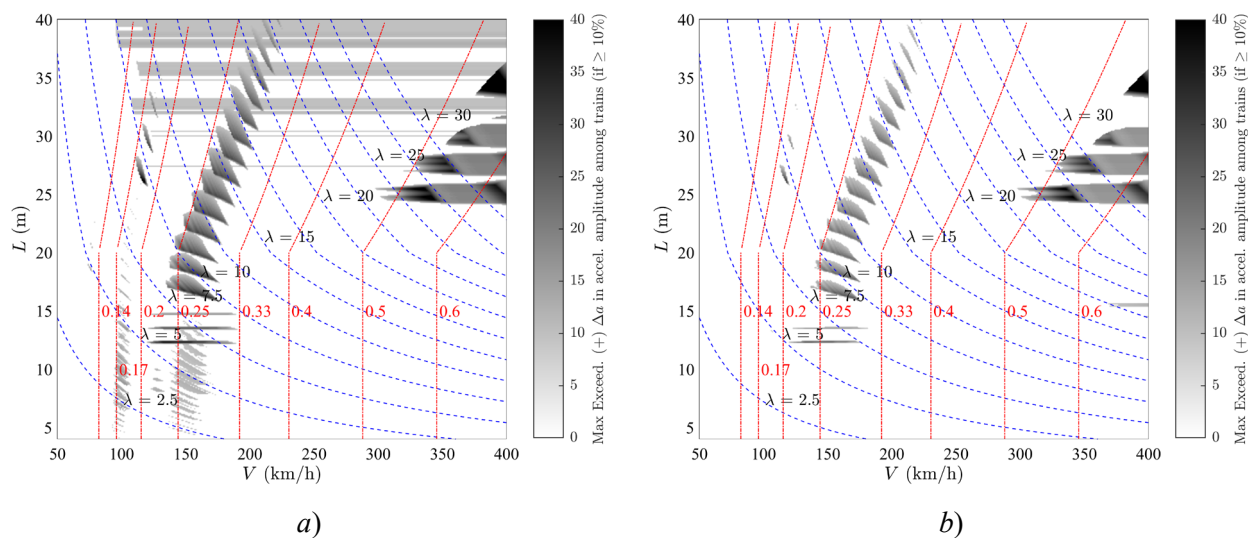 40
35
30
25
20
15
10
5
L (m)
50
100
150
200
250
300
350
400
V (km/h)
λ = 30
λ = 25
λ = 20
λ = 15
λ = 10
λ = 7.5
λ = 5
λ = 2.5
0.14
0.2
0.25
0.33
0.4
0.5
0.6
0.17
40
35
30
25
20
15
10
5
0
Max Exceed. (+) Δa in accel. amplitude among trains (if ≥ 10%)
a)
40
35
30
25
20
15
10
5
L (m)
50
100
150
200
250
300
350
400
V (km/h)
λ = 30
λ = 25
λ = 20
λ = 15
λ = 10
λ = 7.5
λ = 5
λ = 2.5
0.14
0.2
0.25
0.33
0.4
0.5
0.6
0.17
40
35
30
25
20
15
10
5
0
Max Exceed. (+) Δa in accel. amplitude among trains (if ≥ 10%)
b)